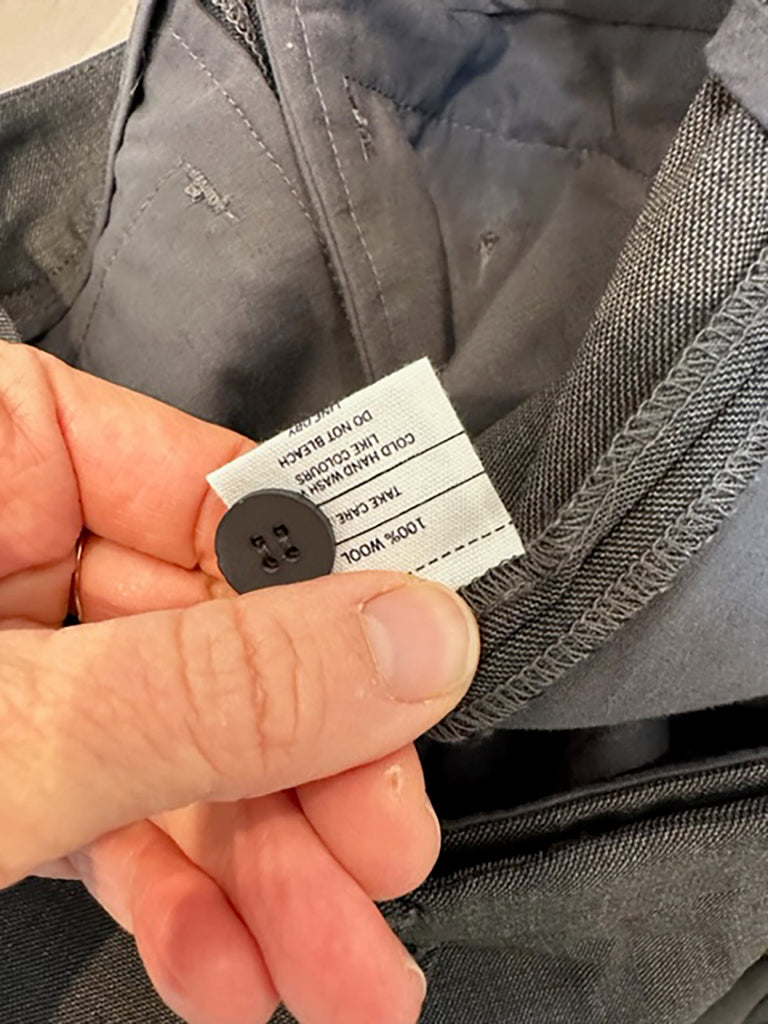 100% WOOL
TAKE CARE
COLD HAND WASH
LIKE COLOURS
DO NOT BLEACH
LINE DRY